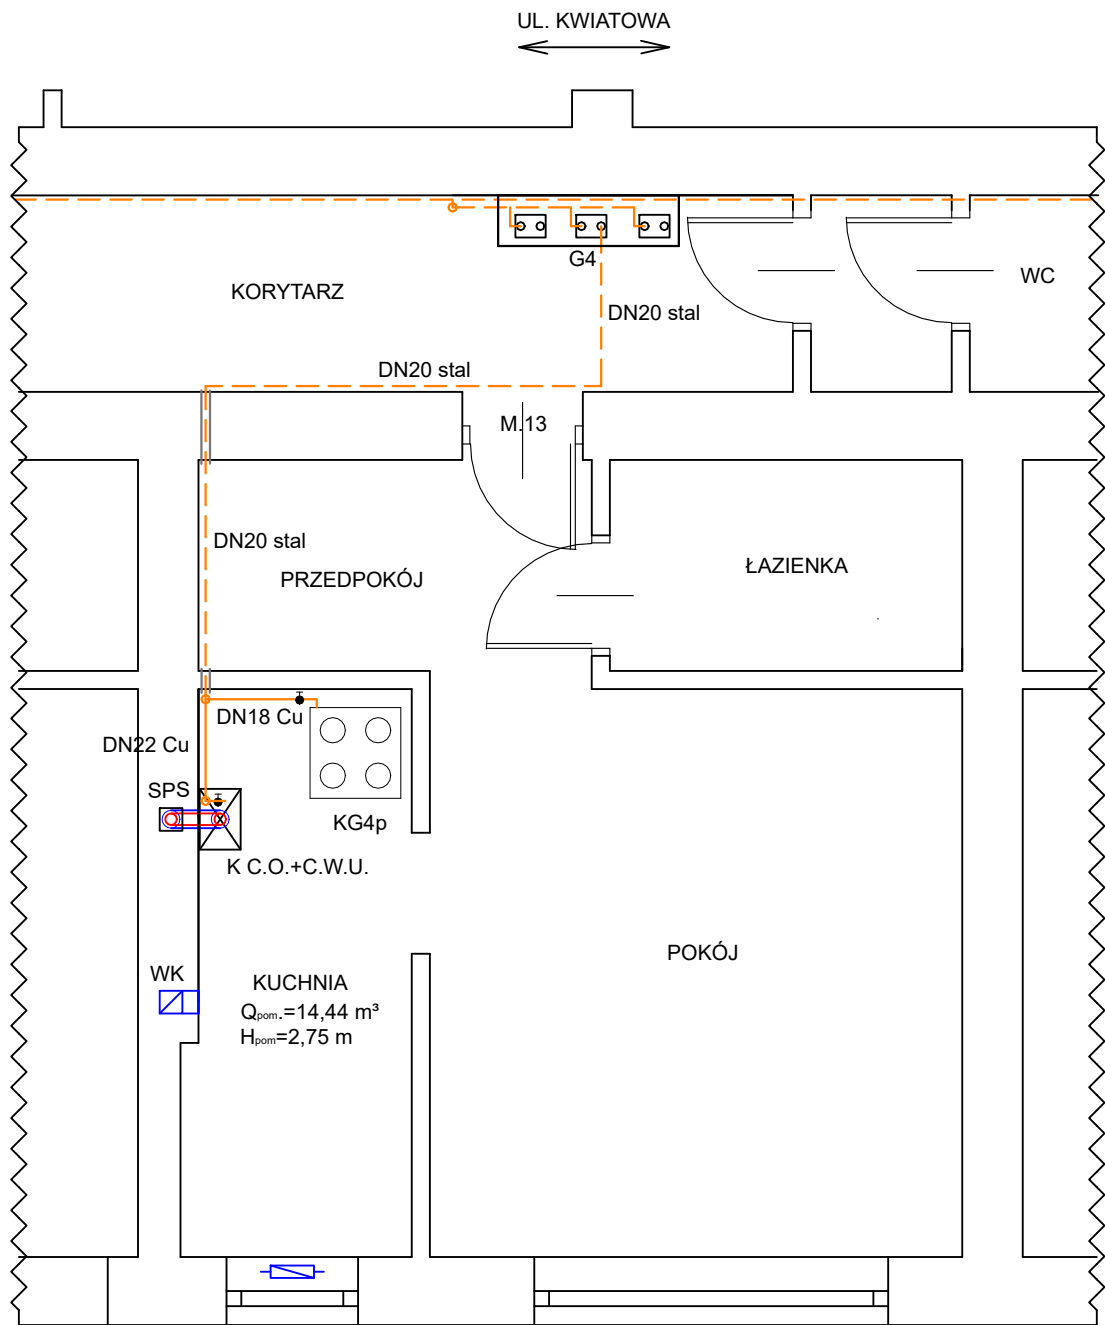 UL. KWIATOWA
G4
KORYTARZ
WC
DN20 stal
DN20 stal
M.13
DN20 stal
PRZEDPOKÓJ
ŁAZIENKA
DN18 Cu
DN22 Cu
SPS
KG4p
K C.O.+C.W.U.
POKÓJ
WK
KUCHNIA
Qpom.=14,44 m³
Hpom=2,75 m